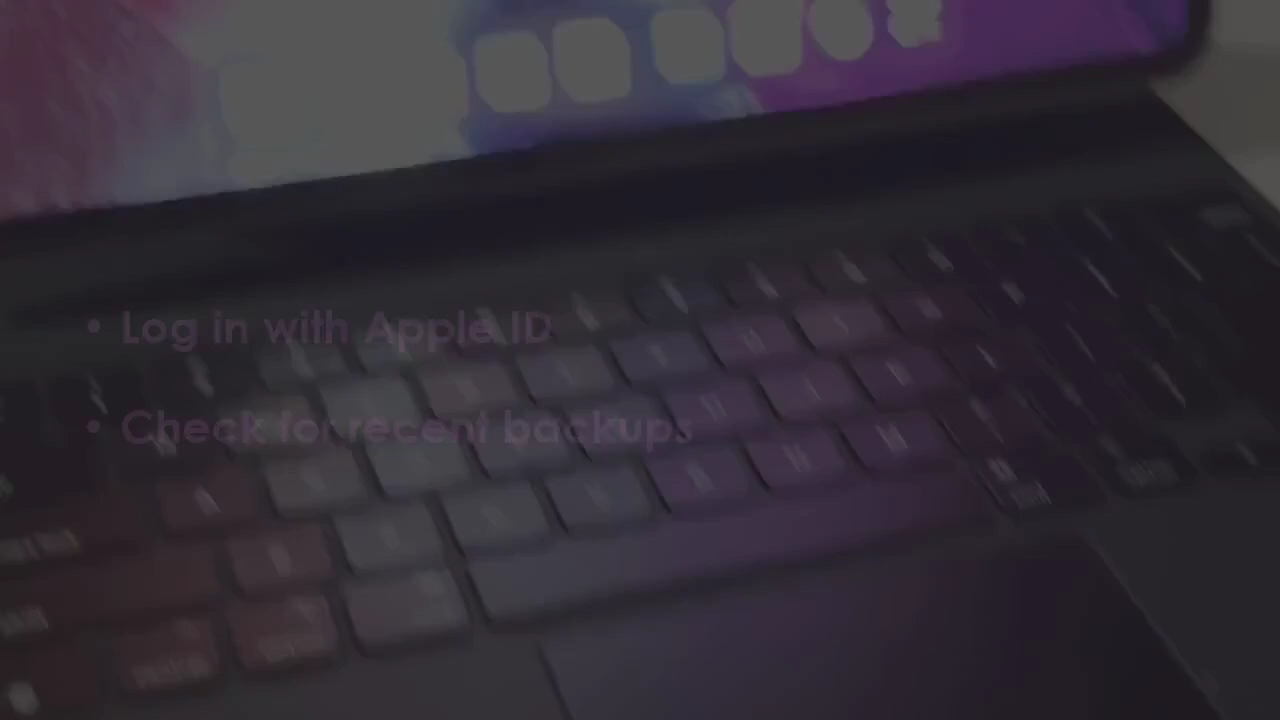 • Log in with Apple ID
• Check for recent backups